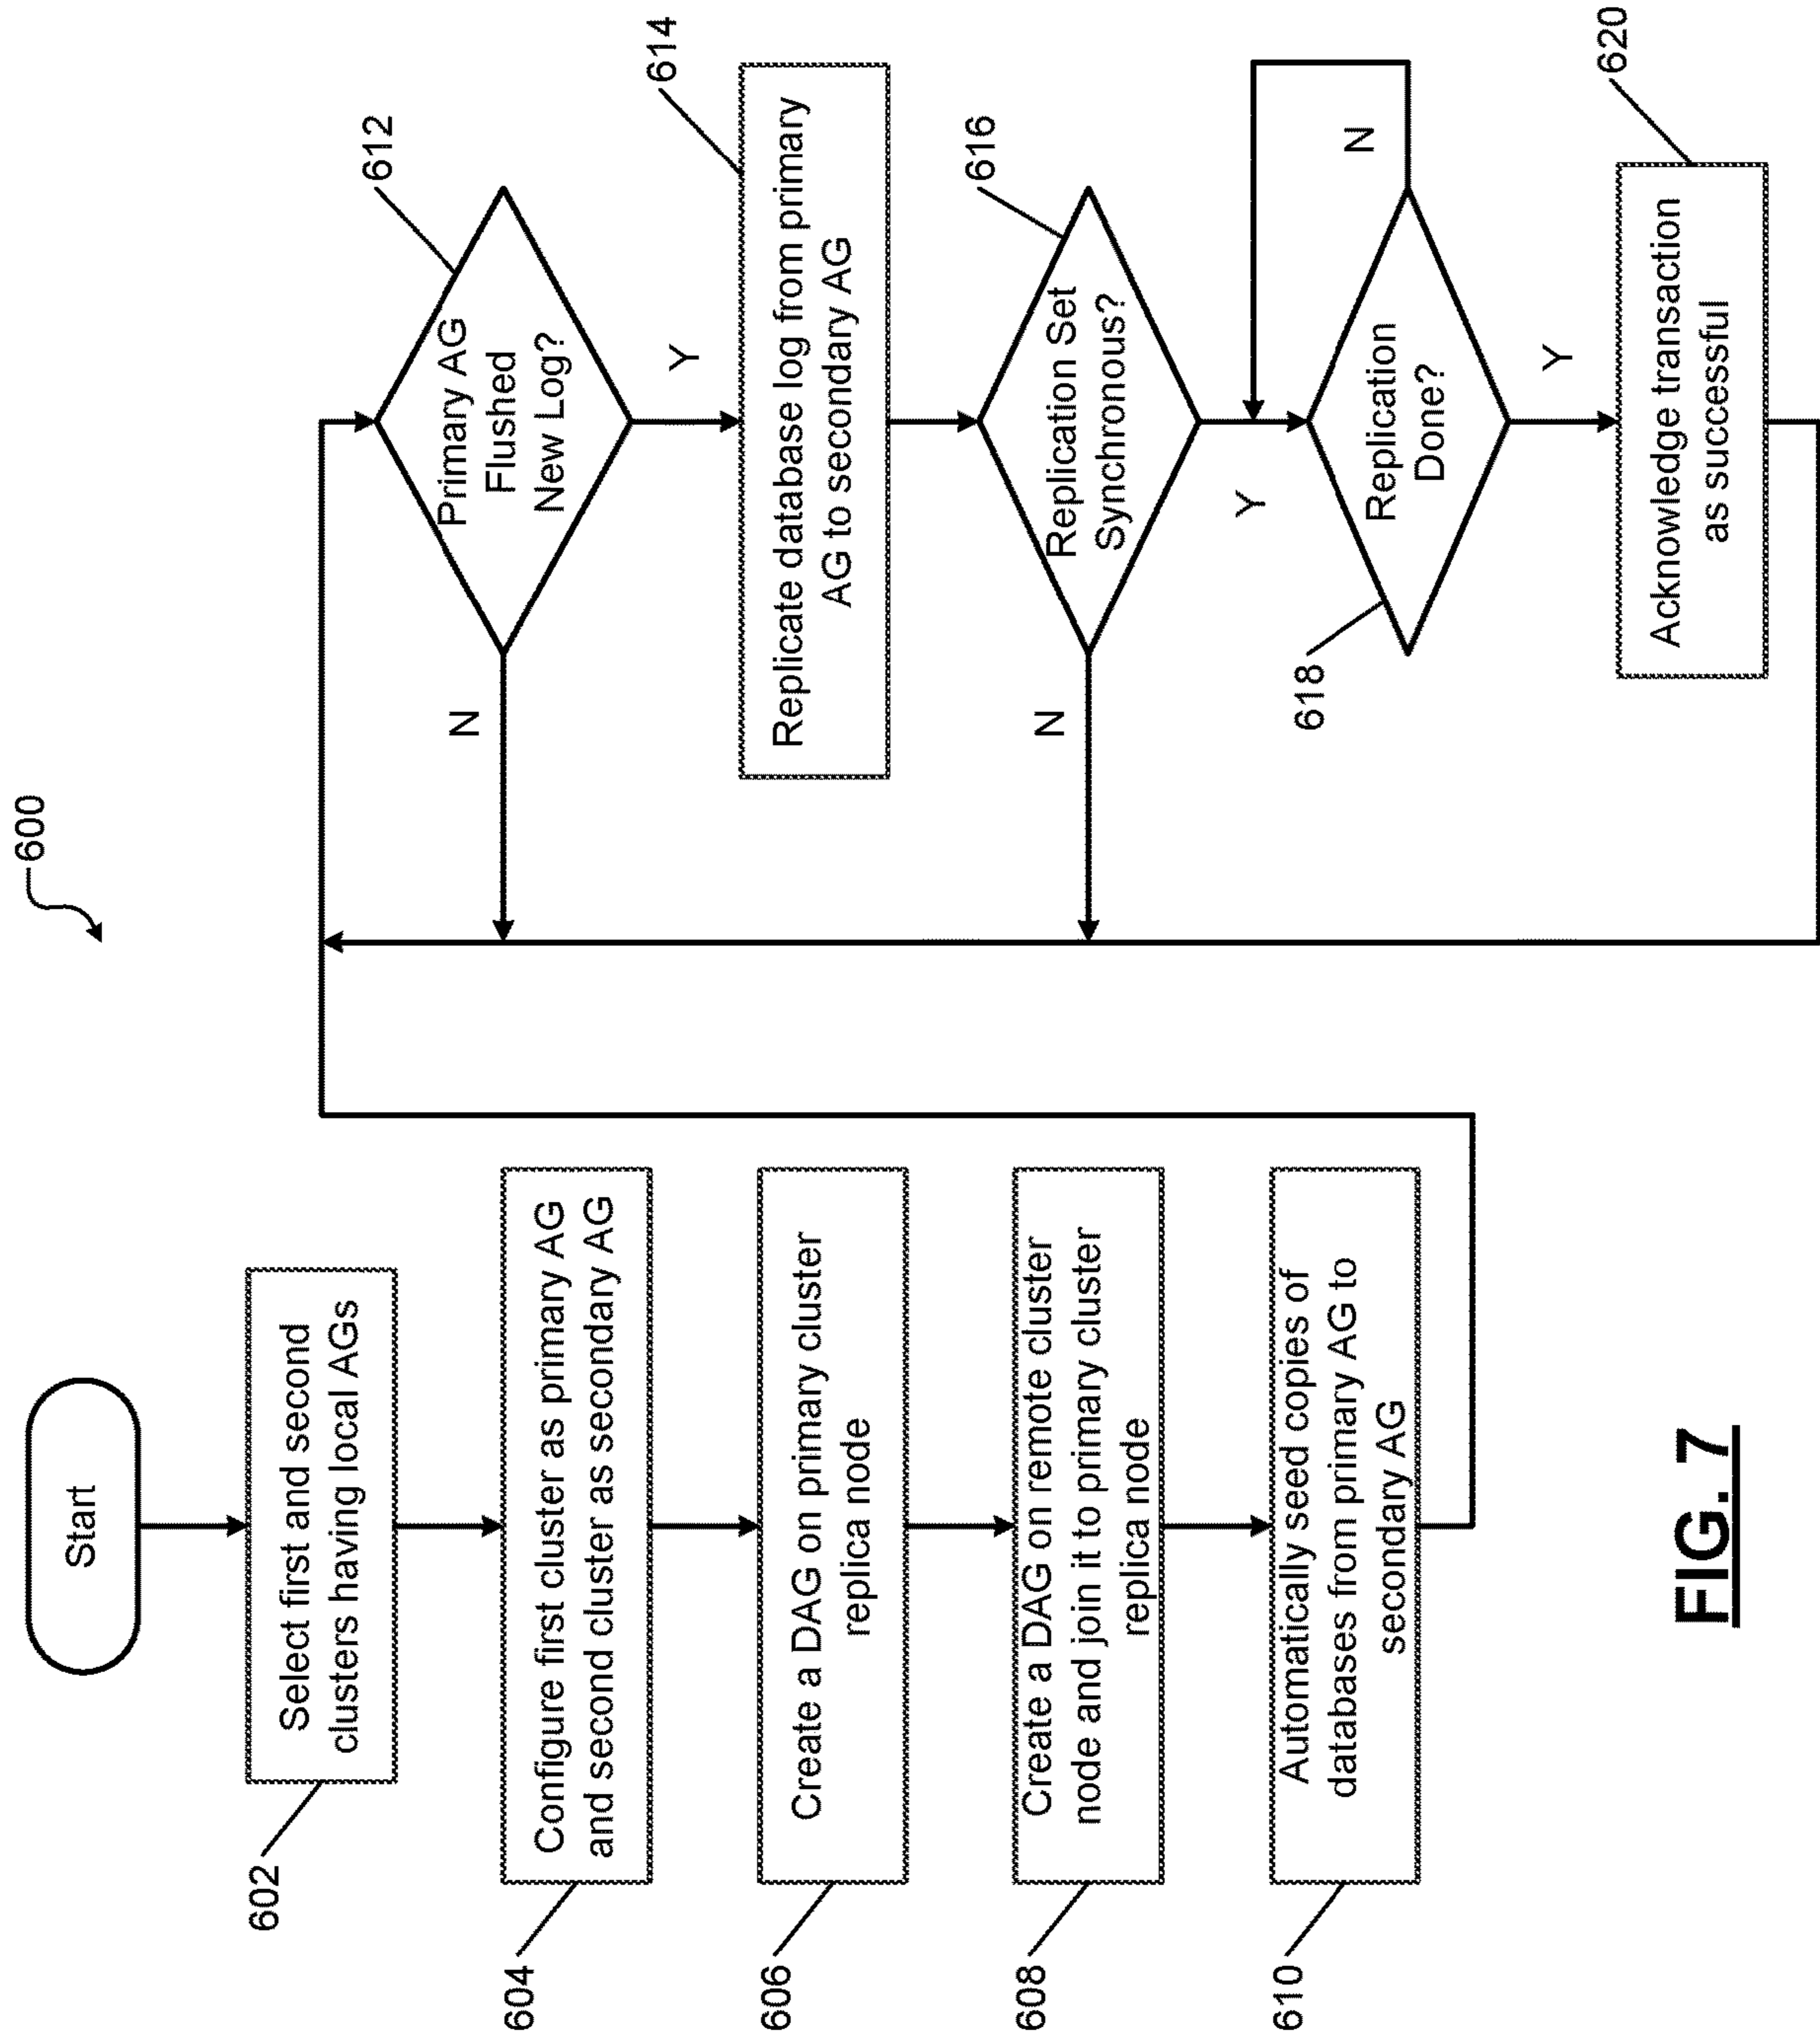 600
Start
Select first and second
clusters having local AGs
602
Configure first cluster as primary AG
and second cluster as secondary AG
604
Create a DAG on primary cluster
replica node
606
Create a DAG on remote cluster
node and join it to primary cluster
replica node
608
Automatically seed copies of
databases from primary AG to
secondary AG
610
Primary AG
Flushed
New Log?
612
N
Y
Replicate database log from primary
AG to secondary AG
614
Replication Set
Synchronous?
616
N
Y
Replication
Done?
618
N
Y
Acknowledge transaction
as successful
620
FIG. 7